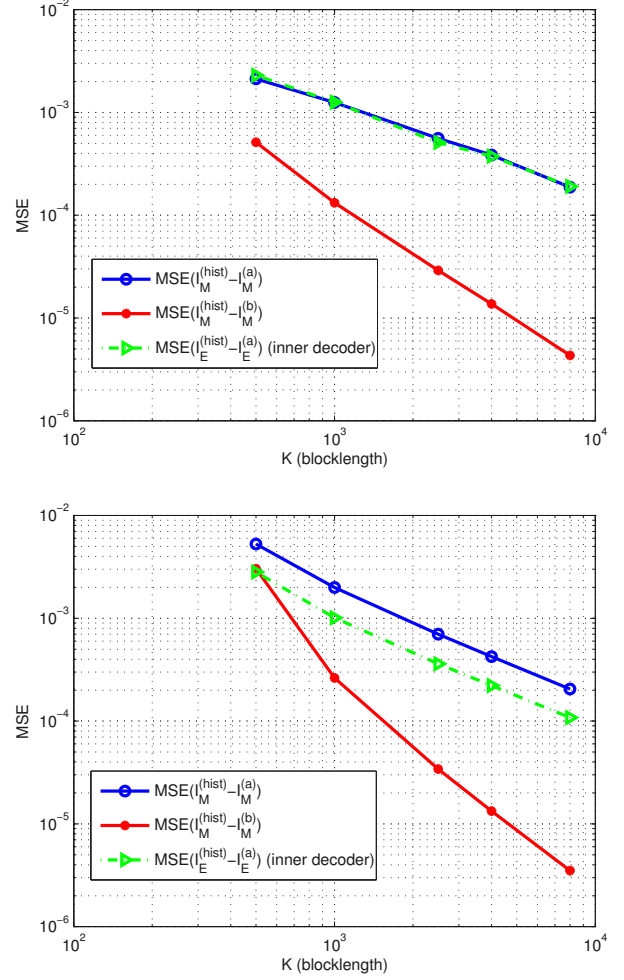 10^-2
10^-3
10^-4
10^-5
10^-6
MSE
MSE(I_M^(hist)–I_M^(a))
MSE(I_M^(hist)–I_M^(b))
MSE(I_E^(hist)–I_E^(a)) (inner decoder)
10^2 10^3 10^4
K (blocklength)
10^-2
10^-3
10^-4
10^-5
10^-6
MSE
MSE(I_M^(hist)–I_M^(a))
MSE(I_M^(hist)–I_M^(b))
MSE(I_E^(hist)–I_E^(a)) (inner decoder)
10^2 10^3 10^4
K (blocklength)